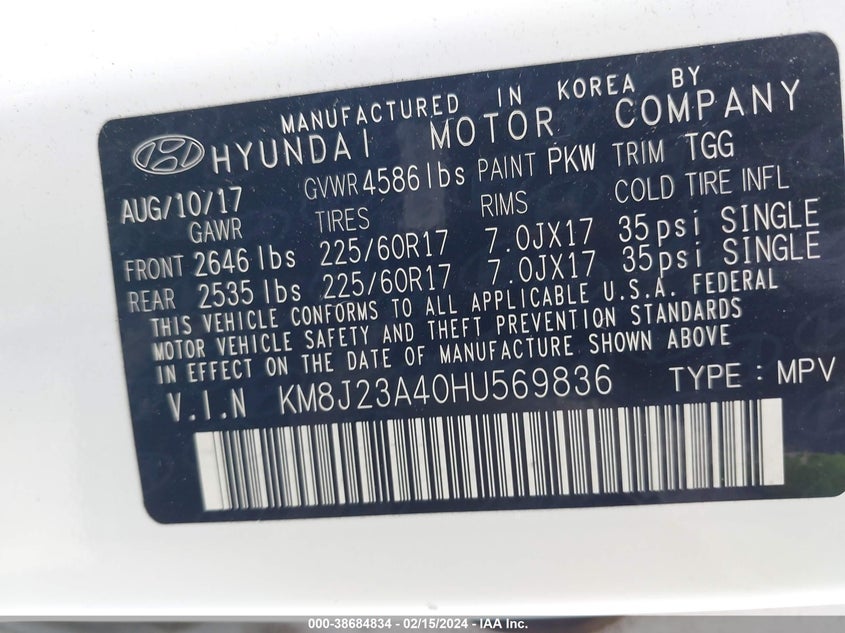 MANUFACTURED IN KOREA BY
HYUNDAI MOTOR COMPANY
AUG/10/17 GVWR 4586 lbs PAINT PKW TRIM TGG
GAWR TIRES RIMS COLD TIRE INFL
FRONT 2646 lbs 225/60R17 7.0JX17 35psi SINGLE
REAR 2535 lbs 225/60R17 7.0JX17 35psi SINGLE
THIS VEHICLE CONFORMS TO ALL APPLICABLE U.S.A. FEDERAL
MOTOR VEHICLE SAFETY AND THEFT PREVENTION STANDARDS
IN EFFECT ON THE DATE OF MANUFACTURE SHOWN ABOVE
V.I.N KM8J23A40HU569836 TYPE : MPV
000-38684834 - 02/15/2024 - IAA Inc.